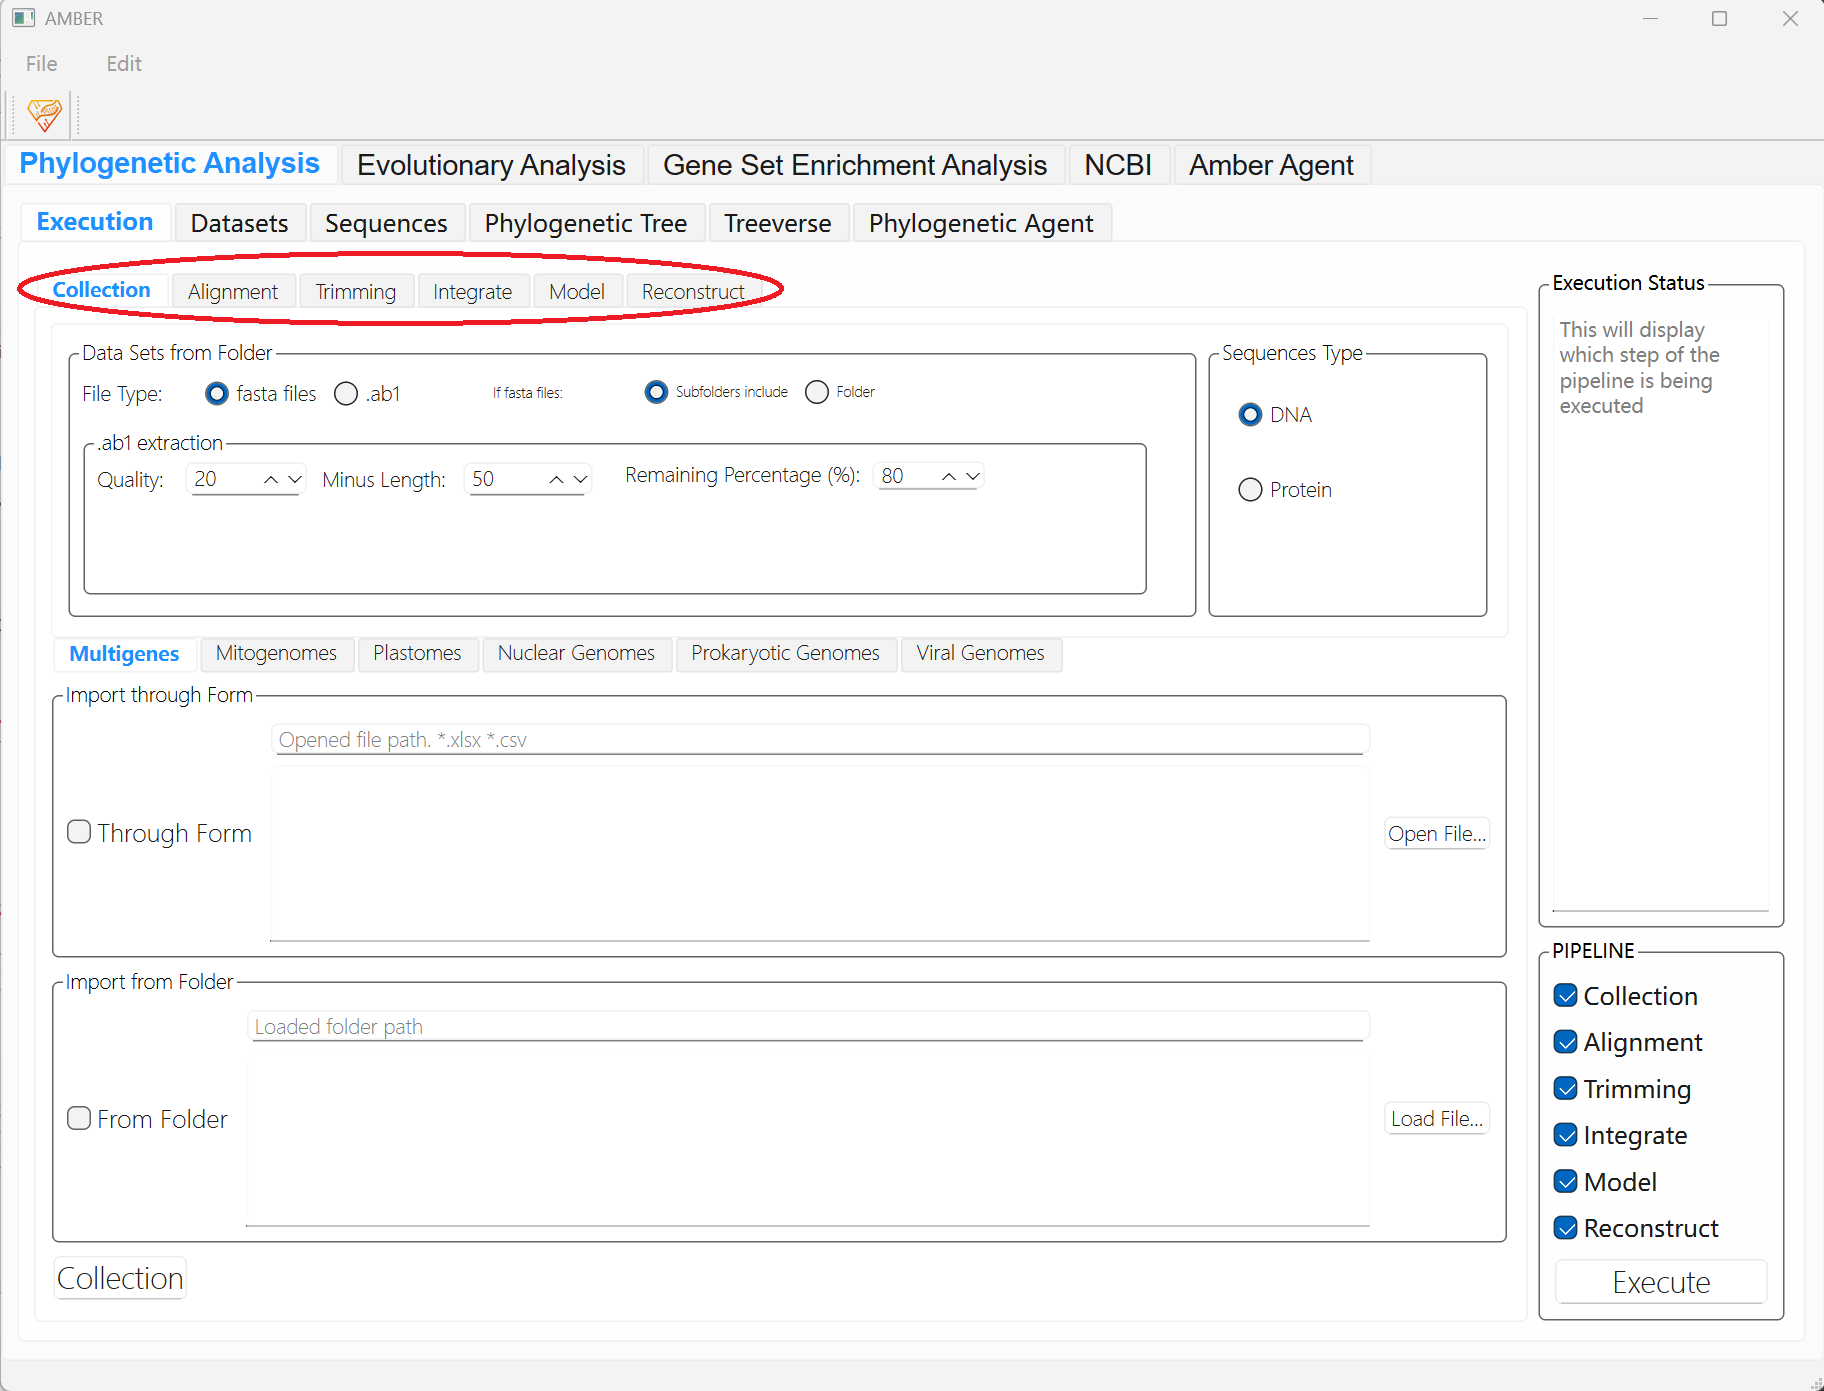 AMBER
File Edit
Phylogenetic Analysis Evolutionary Analysis Gene Set Enrichment Analysis NCBI Amber Agent
Execution Datasets Sequences Phylogenetic Tree Treeverse Phylogenetic Agent
Collection Alignment Trimming Integrate Model Reconstruct
Data Sets from Folder
File Type: fasta files .ab1 If fasta files: Subfolders include Folder
.ab1 extraction
Quality: 20 Minus Length: 50 Remaining Percentage (%): 80
Sequences Type
DNA
Protein
Multigenes Mitogenomes Plastomes Nuclear Genomes Prokaryotic Genomes Viral Genomes
Import through Form
Opened file path. *.xlsx *.csv
Through Form
Open File...
Import from Folder
Loaded folder path
From Folder
Load File...
Collection
Execution Status
This will display
which step of the
pipeline is being
executed
PIPELINE
Collection
Alignment
Trimming
Integrate
Model
Reconstruct
Execute